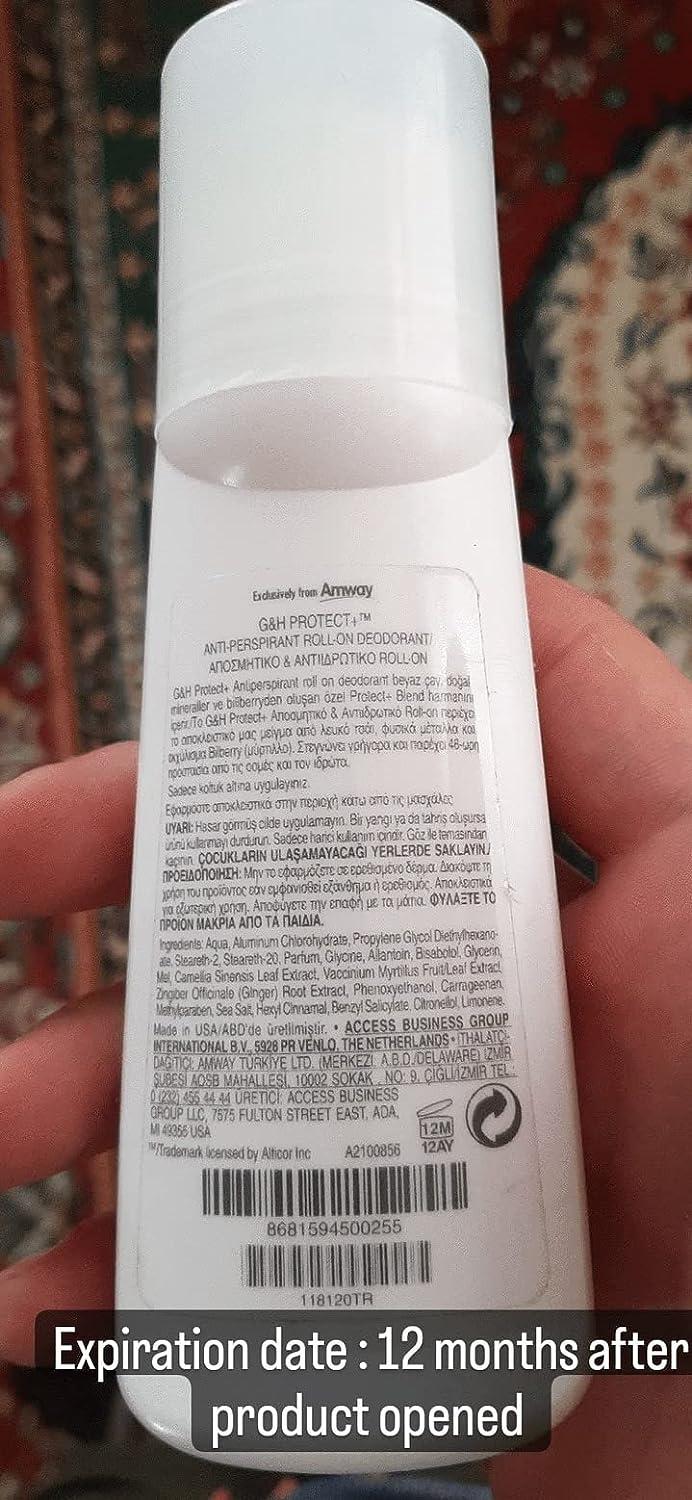 Exclusively from Amway
G&H PROTECT+™
ANTI-PERSPIRANT ROLL-ON DEODORANT/
ΑΠΟΣΜΗΤΙΚΟ & ΑΝΤΙΙΔΡΩΤΙΚΟ ROLL-ON
G&H Protect+ Antiperspirant roll on deodorant beyaz çay, doğal
mineraller ve bilberryden oluşan özel Protect+ Blend harmanını
içerir./Το G&H Protect+ Αποσμητικό & Αντιιδρωτικό Roll-on περιέχει
το αποκλειστικό μας μείγμα από λευκό τσάι, φυσικά μέταλλα και
εκχύλισμα Bilberry (μύρτιλλο). Στεγνώνει γρήγορα και παρέχει 48-ωρη
προστασία από τις οσμές και τον ιδρώτα.
Sadece koltuk altına uygulayınız.
Εφαρμόστε αποκλειστικά στην περιοχή κάτω από τις μασχάλες
UYARI: Hasar görmüş cilde uygulamayın. Bir yangı ya da tahriş oluşursa
ürünü kullanmayı durdurun. Sadece harici kullanım içindir. Göz ile temasından
kaçının. ÇOCUKLARIN ULAŞAMAYACAĞI YERLERDE SAKLAYIN./
ΠΡΟΕΙΔΟΠΟΙΗΣΗ: Μην το εφαρμόζετε σε ερεθισμένο δέρμα. Διακόψτε τη
χρήση του προϊόντος εάν εμφανισθεί εξάνθημα ή ερεθισμός. Αποκλειστικά
για εξωτερική χρήση. Αποφύγετε την επαφή με τα μάτια. ΦΥΛΑΞΤΕ ΤΟ
ΠΡΟΪΟΝ ΜΑΚΡΙΑ ΑΠΟ ΤΑ ΠΑΙΔΙΑ.
Ingredients: Aqua, Aluminum Chlorohydrate, Propylene Glycol Diethylhexano-
ate, Steareth-2, Steareth-20, Parfum, Glycine, Allantoin, Bisabolol, Glycerin,
Mel, Camellia Sinensis Leaf Extract, Vaccinium Myrtillus Fruit/Leaf Extract,
Zingiber Officinale (Ginger) Root Extract, Phenoxyethanol, Carrageenan,
Methylparaben, Sea Salt, Hexyl Cinnamal, Benzyl Salicylate, Citronellol, Limonene.
Made in USA/ABD'de üretilmiştir. • ACCESS BUSINESS GROUP
INTERNATIONAL B.V., 5928 PR VENLO, THE NETHERLANDS • İTHALATÇI-
DAĞITICI: AMWAY TÜRKİYE LTD. (MERKEZİ A.B.D./DELAWARE) İZMİR
ŞUBESİ AOSB MAHALLESİ, 10002 SOKAK, NO: 9, ÇİĞLİ/İZMİR TEL:
0 (232) 455 44 44 ÜRETİCİ: ACCESS BUSINESS
GROUP LLC, 7575 FULTON STREET EAST, ADA,
MI 49355 USA
12M
12AY
™/Trademark licensed by Alticor Inc A2100856
8681594500255
118120TR
Expiration date : 12 months after
product opened